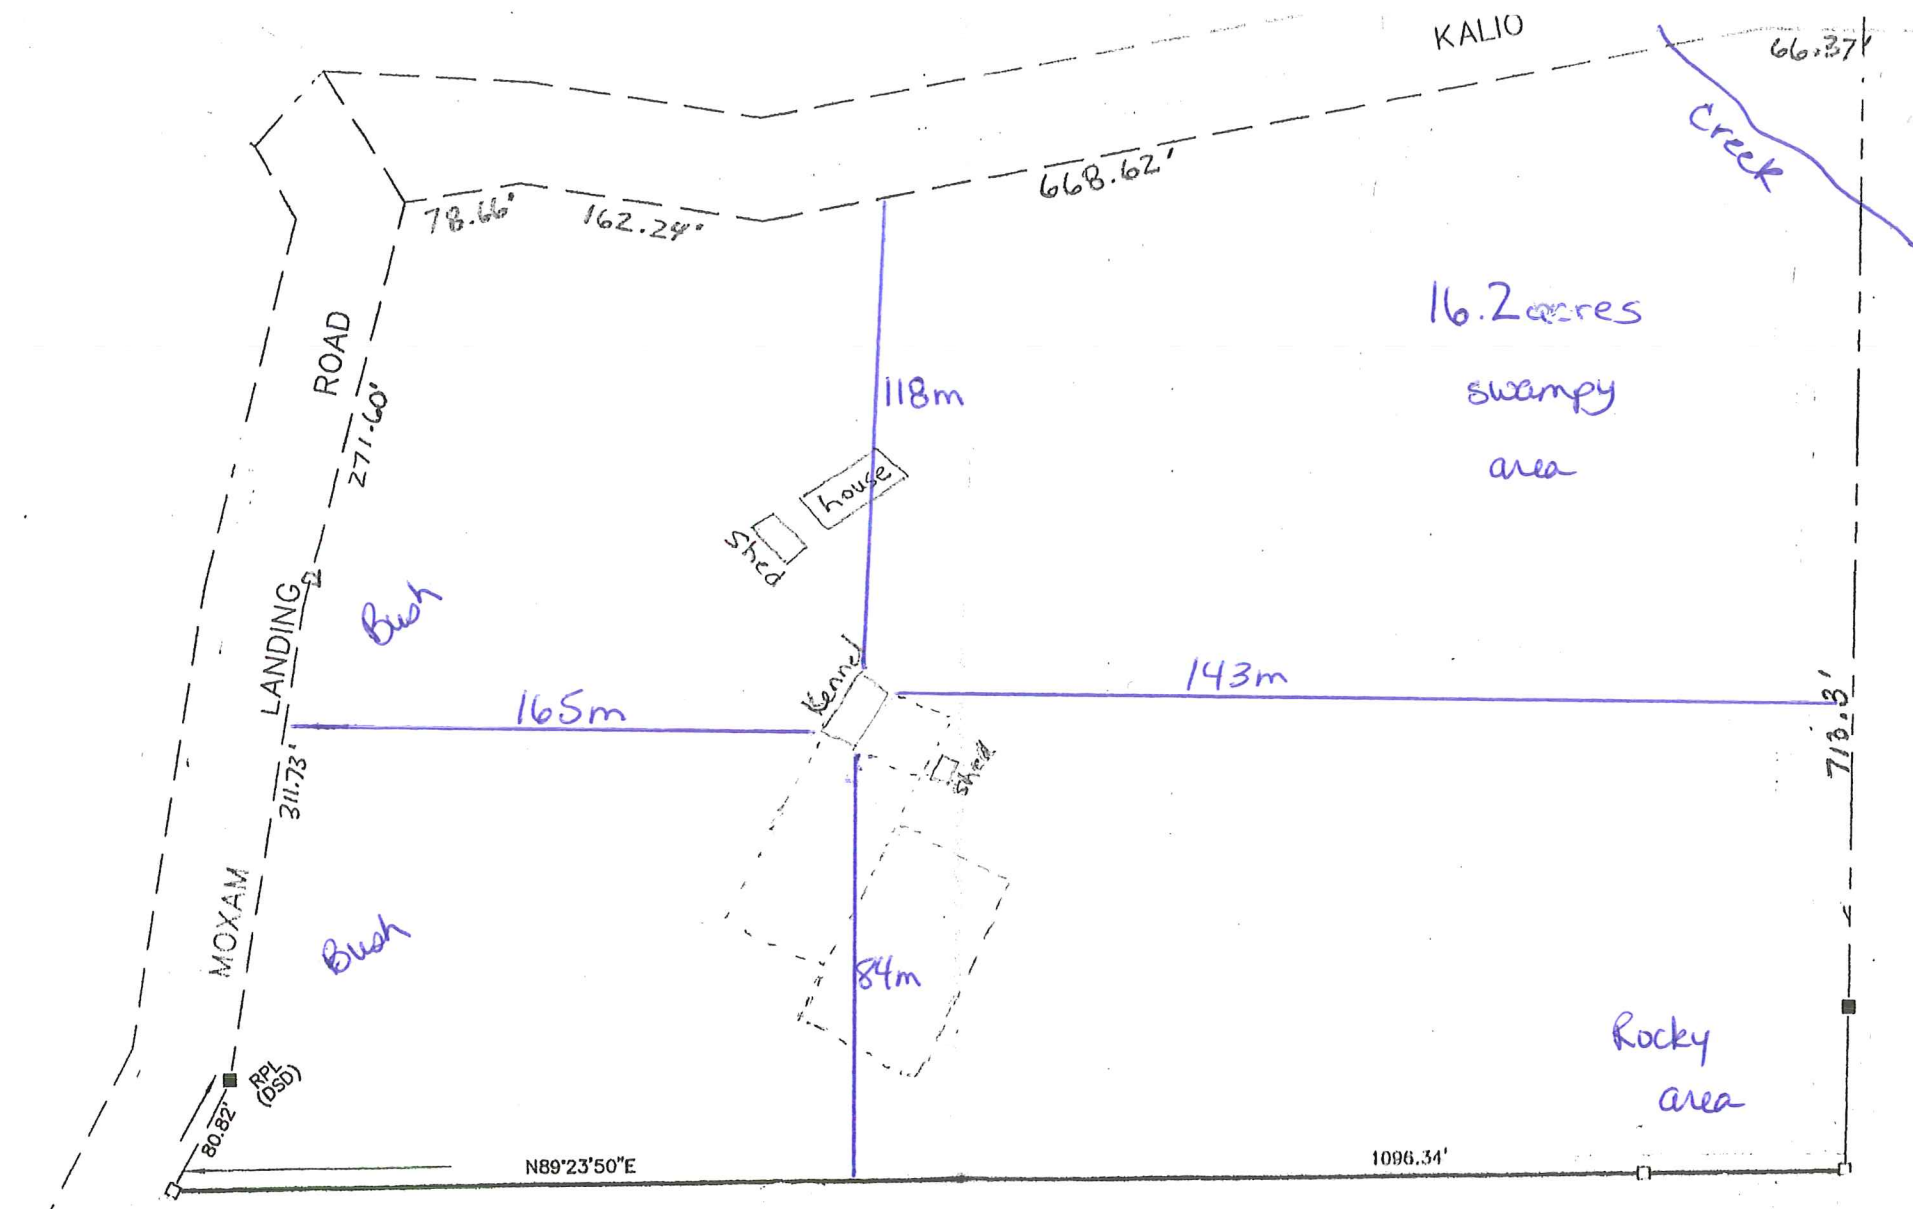 KALIO
66.37'
Creek
668.62'
78.66'
162.24'
16.2 acres
swampy
area
ROAD
118m
271.60'
house
shed
LANDING
Bush
Kennel
143m
165m
713.3'
shed
311.73'
MOXAM
Bush
84m
Rocky
area
RPL
(DSD)
80.82'
N89°23'50"E
1096.34'